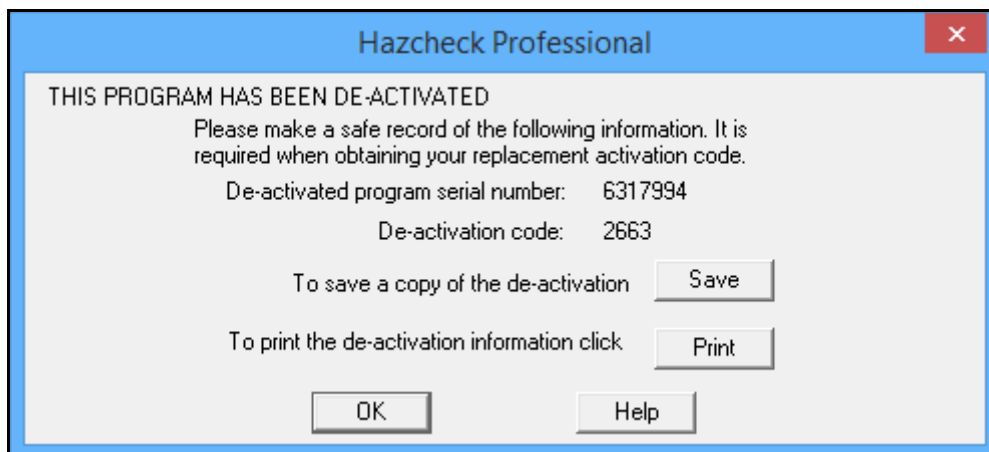 Hazcheck Professional
THIS PROGRAM HAS BEEN DE-ACTIVATED
Please make a safe record of the following information. It is
required when obtaining your replacement activation code.
De-activated program serial number: 6317994
De-activation code: 2663
To save a copy of the de-activation Save
To print the de-activation information click Print
OK Help